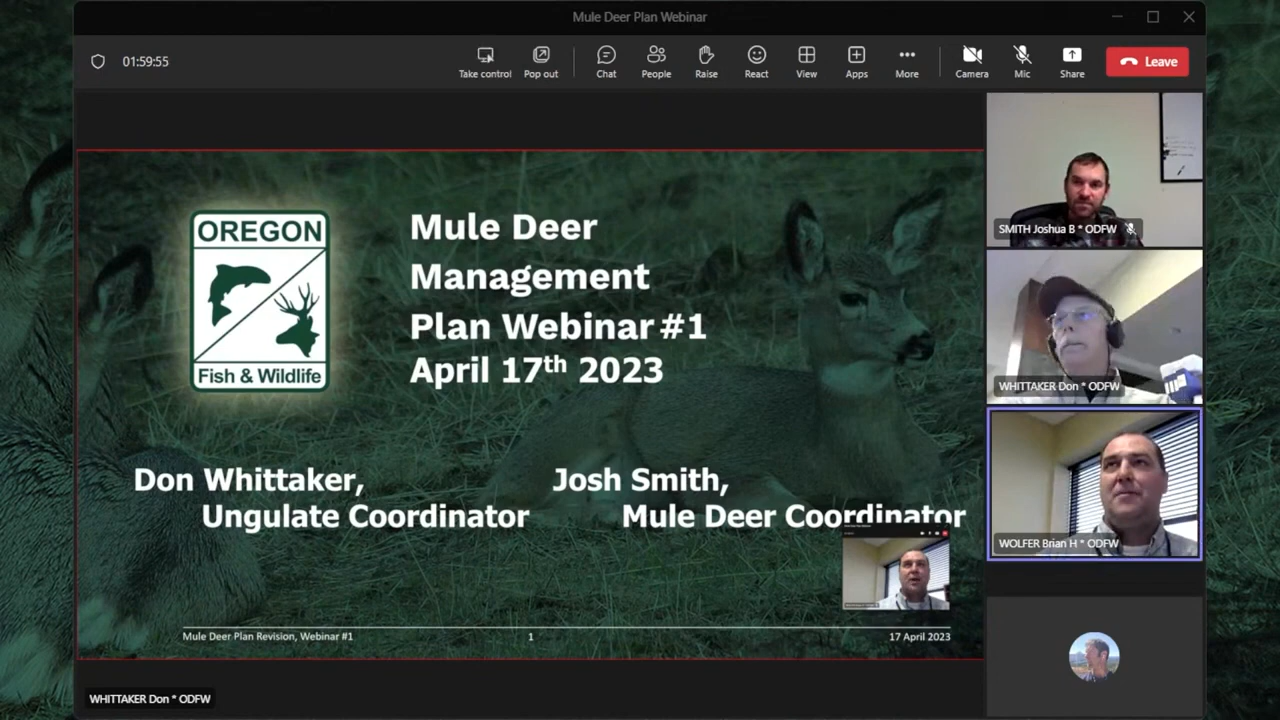 Mule Deer Plan Webinar
01:59:55
Take control
Pop out
Chat
People
Raise
React
View
Apps
More
Camera
Mic
Share
Leave
OREGON
Fish & Wildlife
Mule Deer
Management
Plan Webinar #1
April 17th 2023
Don Whittaker,
Ungulate Coordinator
Josh Smith,
Mule Deer Coordinator
Mule Deer Plan Revision, Webinar #1
1
17 April 2023
WHITTAKER Don * ODFW
SMITH Joshua B * ODFW
WHITTAKER Don * ODFW
WOLFER Brian H * ODFW